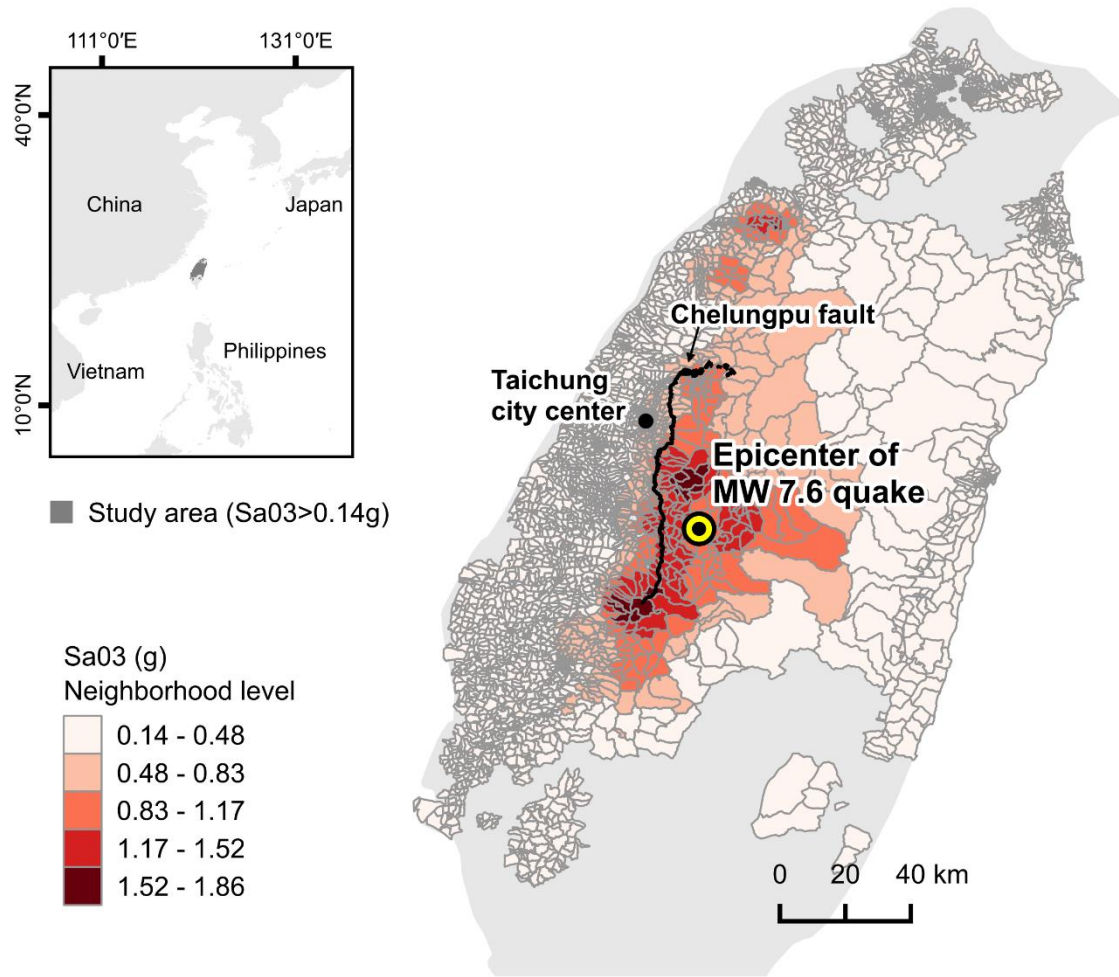 111°0′E
131°0′E
40°0′N
10°0′N
China
Japan
Vietnam
Philippines
Study area (Sa03>0.14g)
Sa03 (g)
Neighborhood level
0.14 - 0.48
0.48 - 0.83
0.83 - 1.17
1.17 - 1.52
1.52 - 1.86
Chelungpu fault
Taichung
city center
Epicenter of
MW 7.6 quake
0 20 40 km